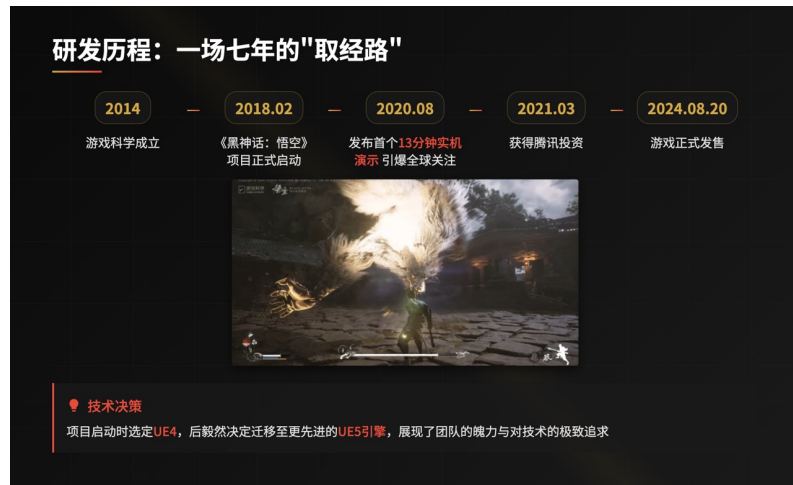 研发历程：一场七年的"取经路"
2014 — 2018.02 — 2020.08 — 2021.03 — 2024.08.20
游戏科学成立
《黑神话：悟空》
项目正式启动
发布首个13分钟实机
演示 引爆全球关注
获得腾讯投资
游戏正式发售
技术决策
项目启动时选定UE4，后毅然决定迁移至更先进的UE5引擎，展现了团队的魄力与对技术的极致追求